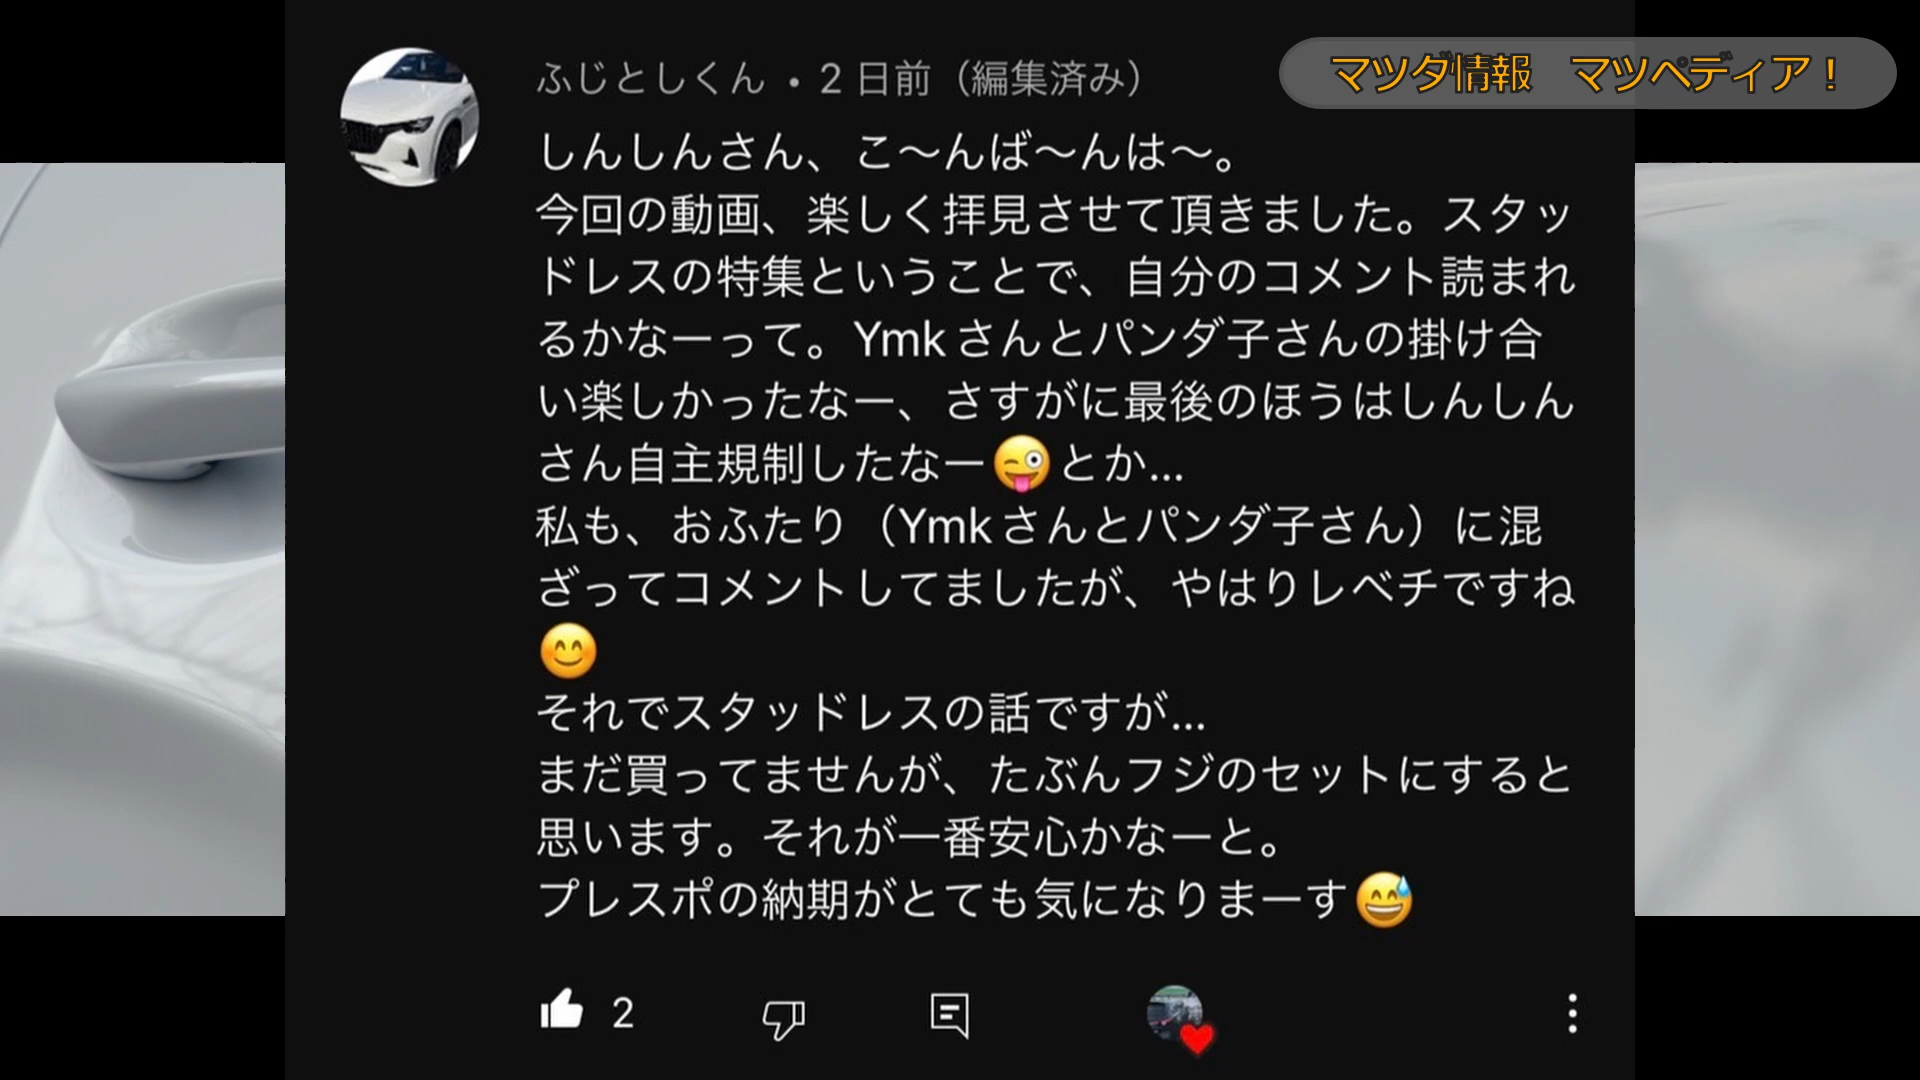 ふじとしくん • 2 日前（編集済み）
マツダ情報　マツペディア！
しんしんさん、こ〜んば〜んは〜。
今回の動画、楽しく拝見させて頂きました。スタッ
ドレスの特集ということで、自分のコメント読まれ
るかなーって。Ymkさんとパンダ子さんの掛け合
い楽しかったなー、さすがに最後のほうはしんしん
さん自主規制したなー😜とか...
私も、おふたり（Ymkさんとパンダ子さん）に混
ざってコメントしてましたが、やはりレベチですね
😊
それでスタッドレスの話ですが...
まだ買ってませんが、たぶんフジのセットにすると
思います。それが一番安心かなーと。
プレスポの納期がとても気になりまーす😅
2